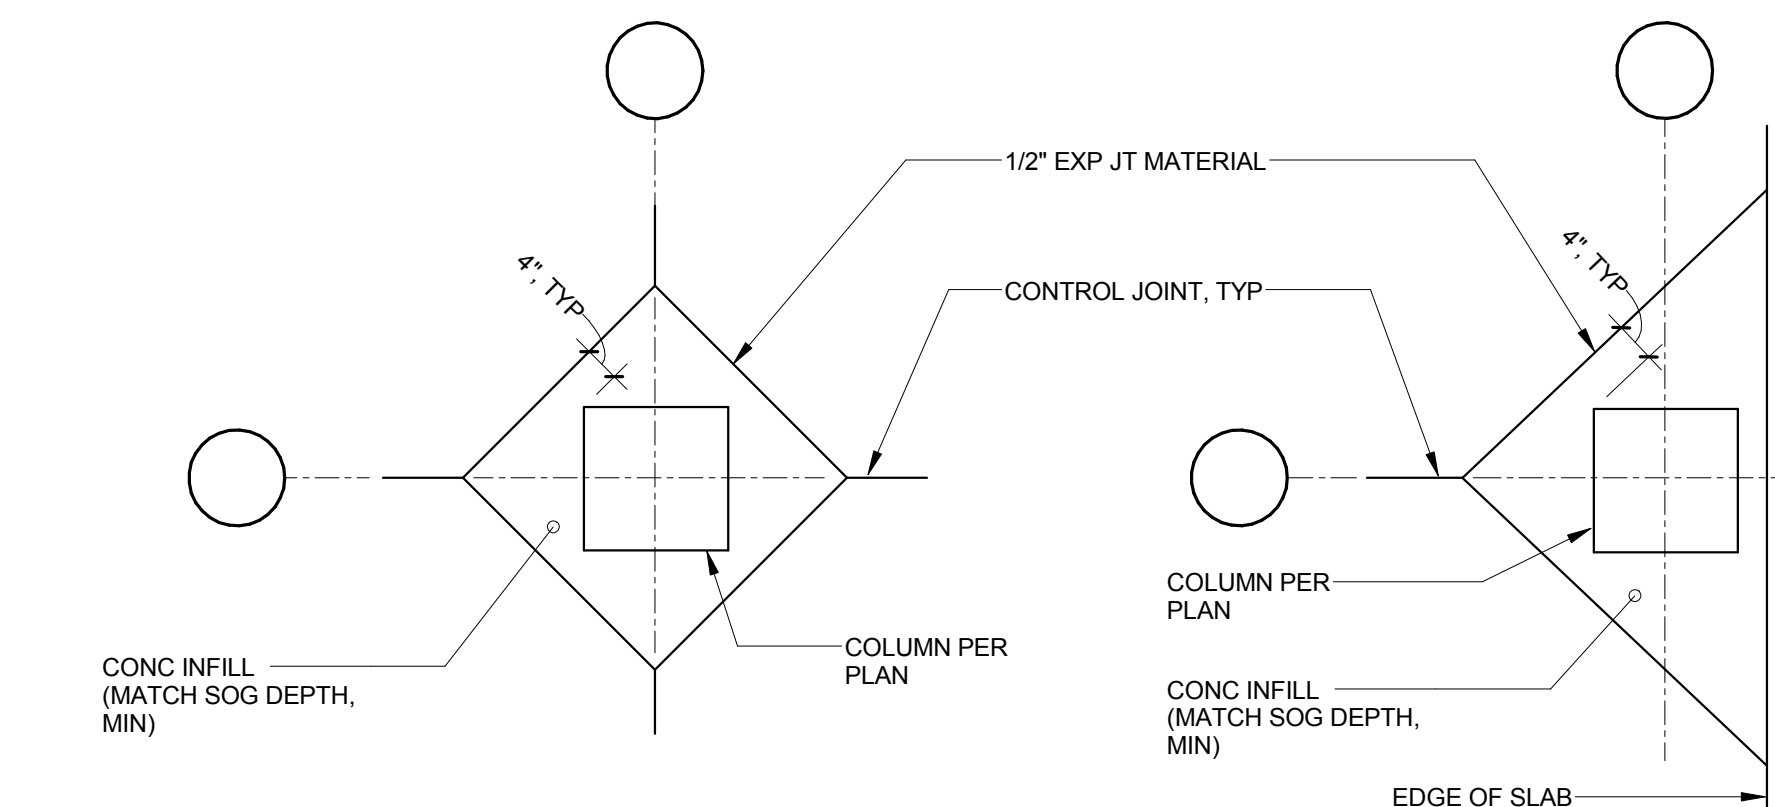 1/2" EXP JT MATERIAL
4", TYP
4", TYP
CONTROL JOINT, TYP
COLUMN PER
PLAN
COLUMN PER
PLAN
CONC INFILL
(MATCH SOG DEPTH,
MIN)
CONC INFILL
(MATCH SOG DEPTH,
MIN)
EDGE OF SLAB